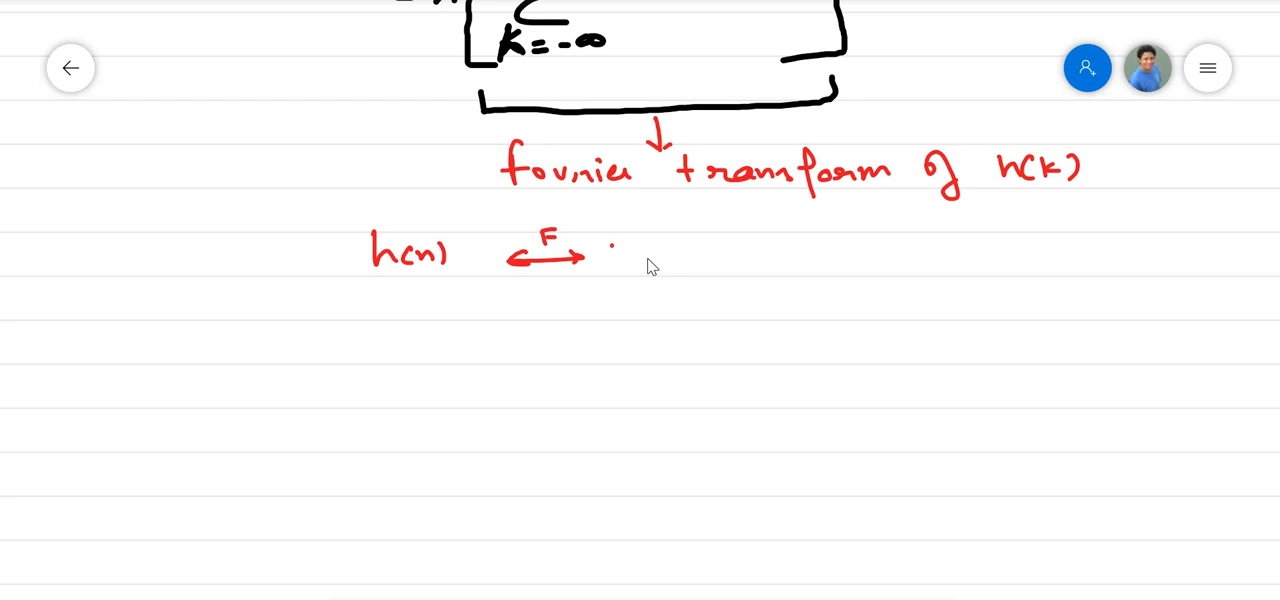 K = -∞
fourier transform of h(k)
F
h(n) ↔